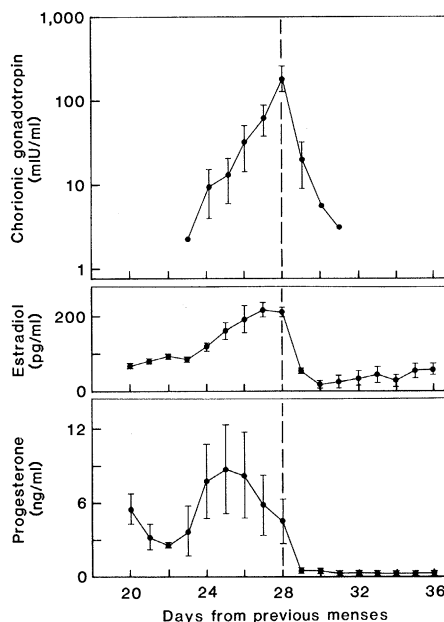 1,000
100
10
1
Chorionic gonadotropin
(mIU/ml)
200
0
Estradiol
(pg/ml)
12
6
0
Progesterone
(ng/ml)
20 24 28 32 36
Days from previous menses